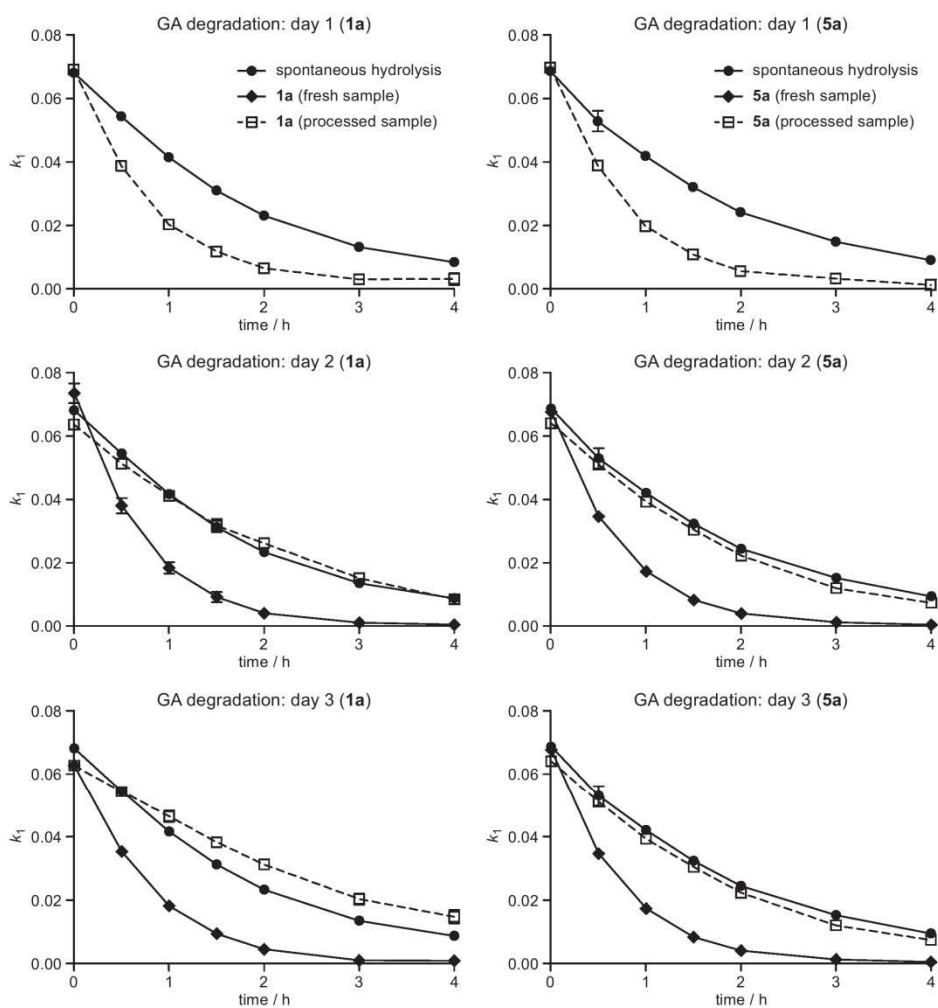 GA degradation: day 1 (1a)
0.08
0.06
0.04
0.02
0.00
k1
spontaneous hydrolysis
1a (fresh sample)
1a (processed sample)
0 1 2 3 4
time / h
GA degradation: day 1 (5a)
0.08
0.06
0.04
0.02
0.00
k1
spontaneous hydrolysis
5a (fresh sample)
5a (processed sample)
0 1 2 3 4
time / h
GA degradation: day 2 (1a)
0.08
0.06
0.04
0.02
0.00
k1
0 1 2 3 4
time / h
GA degradation: day 2 (5a)
0.08
0.06
0.04
0.02
0.00
k1
0 1 2 3 4
time / h
GA degradation: day 3 (1a)
0.08
0.06
0.04
0.02
0.00
k1
0 1 2 3 4
time / h
GA degradation: day 3 (5a)
0.08
0.06
0.04
0.02
0.00
k1
0 1 2 3 4
time / h